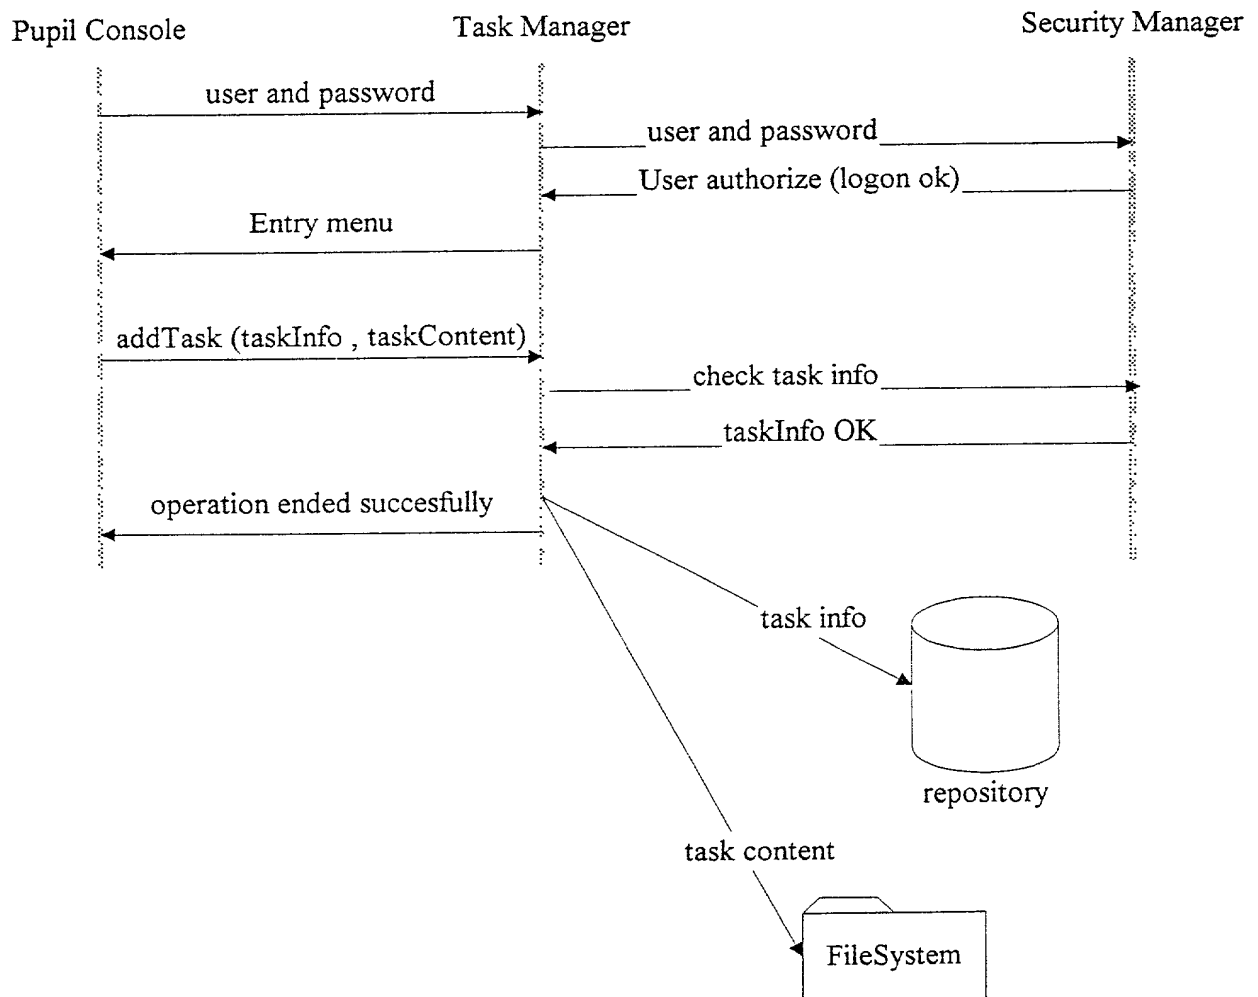 Pupil Console
Task Manager
Security Manager
user and password
user and password
User authorize (logon ok)
Entry menu
addTask (taskInfo , taskContent)
check task info
taskInfo OK
operation ended succesfully
task info
repository
task content
FileSystem